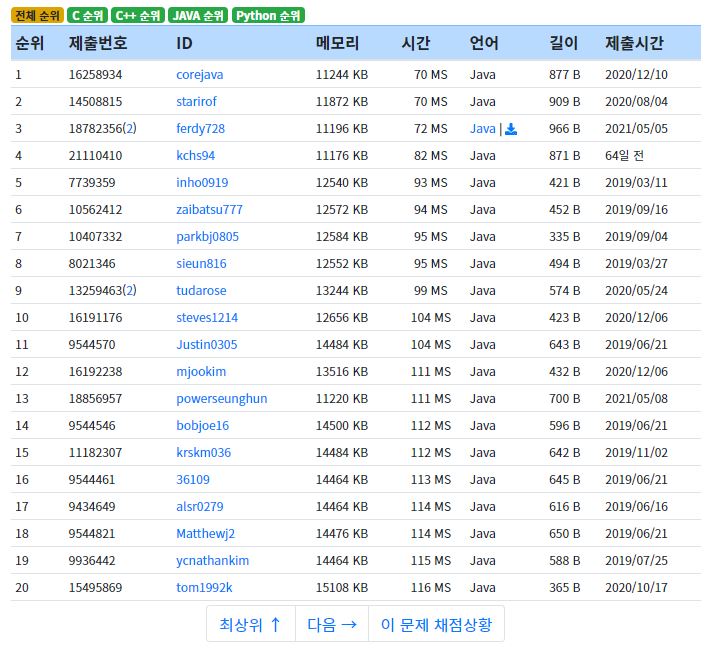 전체 순위 C 순위 C++ 순위 JAVA 순위 Python 순위
순위 제출번호 ID 메모리 시간 언어 길이 제출시간
1 16258934 corejava 11244 KB 70 MS Java 877 B 2020/12/10
2 14508815 starirof 11872 KB 70 MS Java 909 B 2020/08/04
3 18782356(2) ferdy728 11196 KB 72 MS Java | 966 B 2021/05/05
4 21110410 kchs94 11176 KB 82 MS Java 871 B 64일 전
5 7739359 inho0919 12540 KB 93 MS Java 421 B 2019/03/11
6 10562412 zaibatsu777 12572 KB 94 MS Java 452 B 2019/09/16
7 10407332 parkbj0805 12584 KB 95 MS Java 335 B 2019/09/04
8 8021346 sieun816 12552 KB 95 MS Java 494 B 2019/03/27
9 13259463(2) tudarose 13244 KB 99 MS Java 574 B 2020/05/24
10 16191176 steves1214 12656 KB 104 MS Java 423 B 2020/12/06
11 9544570 Justin0305 14484 KB 104 MS Java 643 B 2019/06/21
12 16192238 mjookim 13516 KB 111 MS Java 432 B 2020/12/06
13 18856957 powerseunghun 11220 KB 111 MS Java 700 B 2021/05/08
14 9544546 bobjoe16 14500 KB 112 MS Java 596 B 2019/06/21
15 11182307 krskm036 14484 KB 112 MS Java 642 B 2019/11/02
16 9544461 36109 14464 KB 113 MS Java 645 B 2019/06/21
17 9434649 alsr0279 14464 KB 114 MS Java 616 B 2019/06/16
18 9544821 Matthewj2 14476 KB 114 MS Java 650 B 2019/06/21
19 9936442 ycnathankim 14464 KB 115 MS Java 588 B 2019/07/25
20 15495869 tom1992k 15108 KB 116 MS Java 365 B 2020/10/17
최상위 ↑ 다음 → 이 문제 채점상황